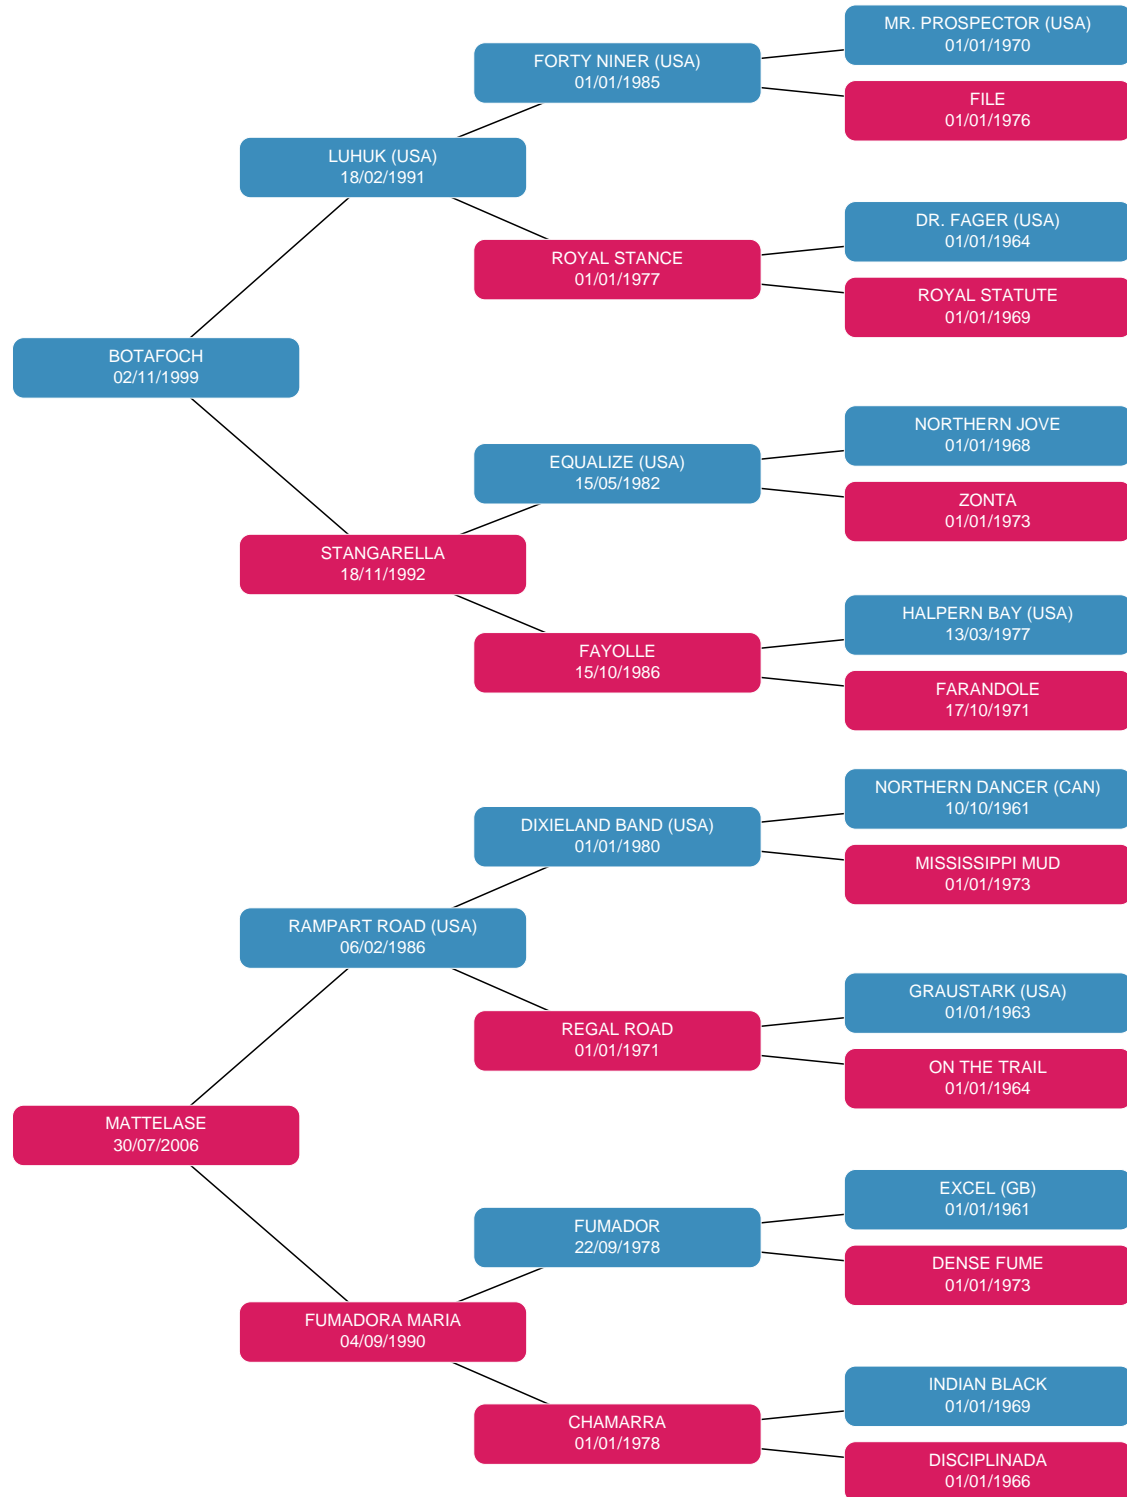 MR. PROSPECTOR (USA)
01/01/1970
FORTY NINER (USA)
01/01/1985
FILE
01/01/1976
LUHUK (USA)
18/02/1991
DR. FAGER (USA)
01/01/1964
ROYAL STANCE
01/01/1977
ROYAL STATUTE
01/01/1969
BOTAFOCH
02/11/1999
NORTHERN JOVE
01/01/1968
EQUALIZE (USA)
15/05/1982
ZONTA
01/01/1973
STANGARELLA
18/11/1992
HALPERN BAY (USA)
13/03/1977
FAYOLLE
15/10/1986
FARANDOLE
17/10/1971
NORTHERN DANCER (CAN)
10/10/1961
DIXIELAND BAND (USA)
01/01/1980
MISSISSIPPI MUD
01/01/1973
RAMPART ROAD (USA)
06/02/1986
GRAUSTARK (USA)
01/01/1963
REGAL ROAD
01/01/1971
ON THE TRAIL
01/01/1964
MATTELASE
30/07/2006
EXCEL (GB)
01/01/1961
FUMADOR
22/09/1978
DENSE FUME
01/01/1973
FUMADORA MARIA
04/09/1990
INDIAN BLACK
01/01/1969
CHAMARRA
01/01/1978
DISCIPLINADA
01/01/1966